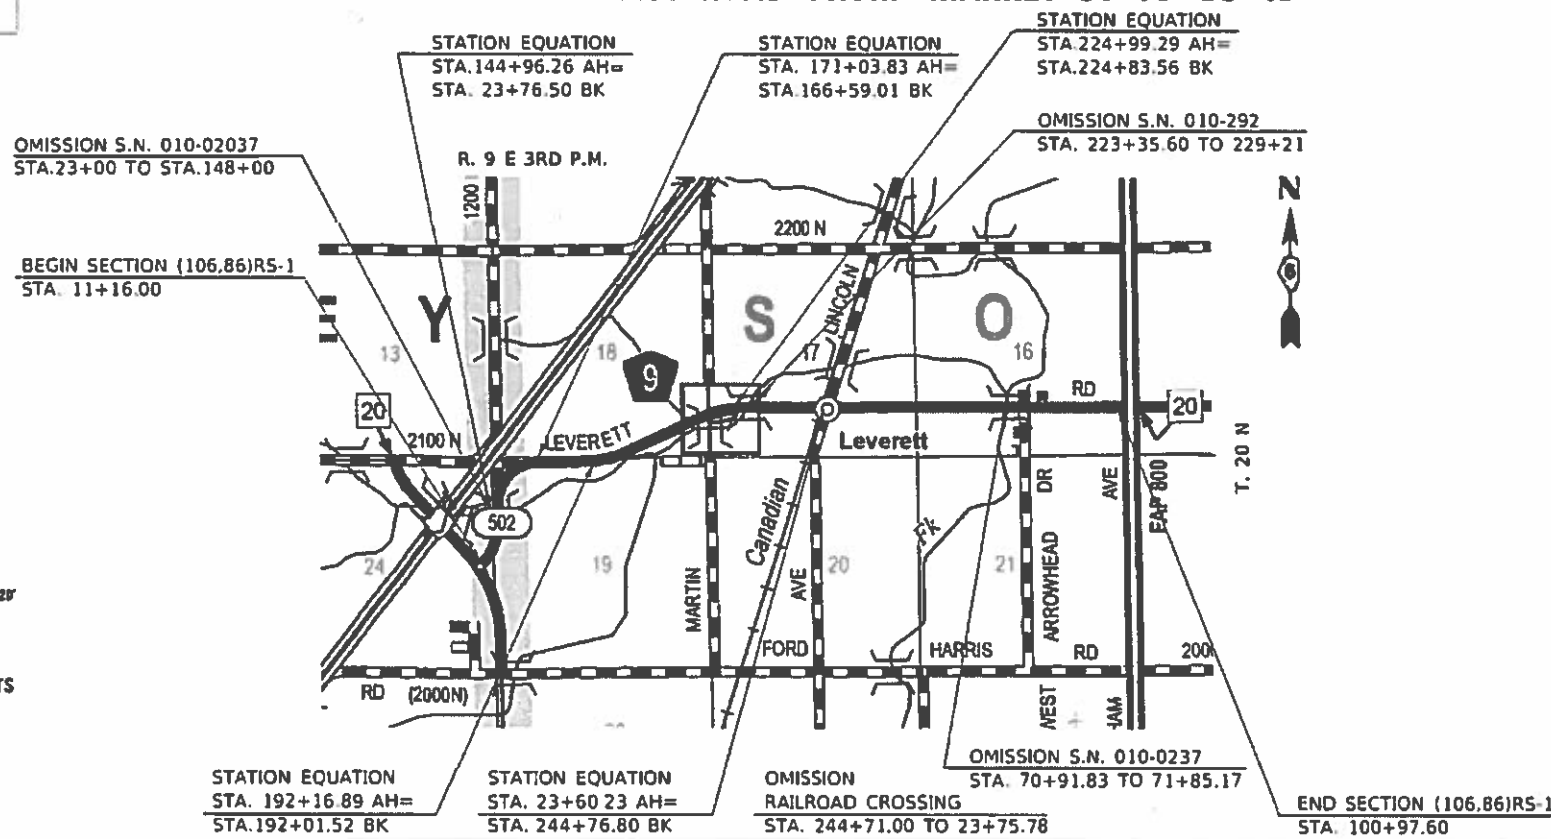 STATION EQUATION
STA.224+99.29 AH=
STA.224+83.56 BK
STATION EQUATION
STA.144+96.26 AH=
STA. 23+76.50 BK
STATION EQUATION
STA. 171+03.83 AH=
STA.166+59.01 BK
OMISSION S.N. 010-292
STA. 223+35.60 TO 229+21
OMISSION S.N. 010-02037
STA.23+00 TO STA.148+00
R. 9 E 3RD P.M.
1200
N
2200 N
BEGIN SECTION (106,86)RS-1
STA. 11+16.00
6
LINCOLN
Y
S
O
13
18
17
16
9
20
RD
20
2100 N
LEVERETT
Leverett
T. 20 N
DR
AVE
FAP 800
502
Canadian
Fk
24
19
20
21
MARTIN
AVE
ARROWHEAD
FORD
HARRIS
RD
200
RD
(2000N)
WEST
HAM
TS
OMISSION S.N. 010-0237
STA. 70+91.83 TO 71+85.17
STATION EQUATION
STA. 192+16.89 AH=
STA.192+01.52 BK
STATION EQUATION
STA. 23+60 23 AH=
STA. 244+76.80 BK
OMISSION
RAILROAD CROSSING
STA. 244+71.00 TO 23+75.78
END SECTION (106,86)RS-1
STA. 100+97.60